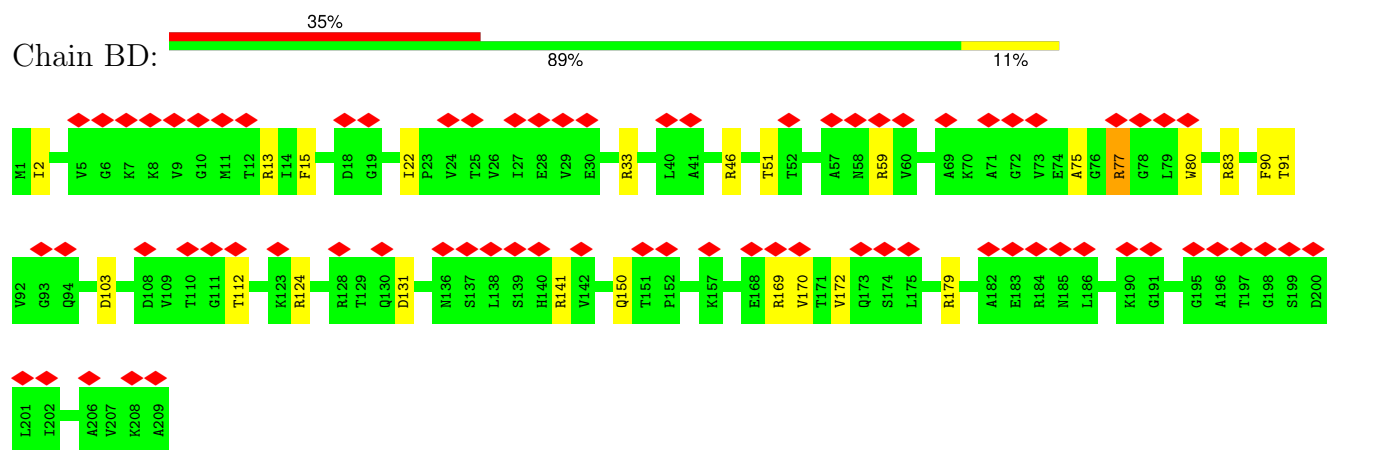 35%
Chain BD:
89% 11%
M1 I2 V5 G6 K7 K8 V9 G10 M11 T12 R13 I14 F15 D18 G19 I22 P23 V24 T25 V26 I27 E28 V29 E30 R33 L40 A41 R46 T51 T52 A57 N58 R59 V60 A69 K70 A71 G72 V73 E74 A75 G76 R77 G78 L79 W80 R83 F90 T91
V92 G93 Q94 D103 D108 V109 T110 G111 T112 K123 R124 R128 T129 Q130 D131 N136 S137 L138 S139 H140 R141 V142 Q150 T151 P152 K157 E168 R169 V170 T171 V172 Q173 S174 L175 R179 A182 E183 R184 N185 L186 K190 G191 G195 A196 T197 G198 S199 D200
L201 I202 A206 V207 K208 A209